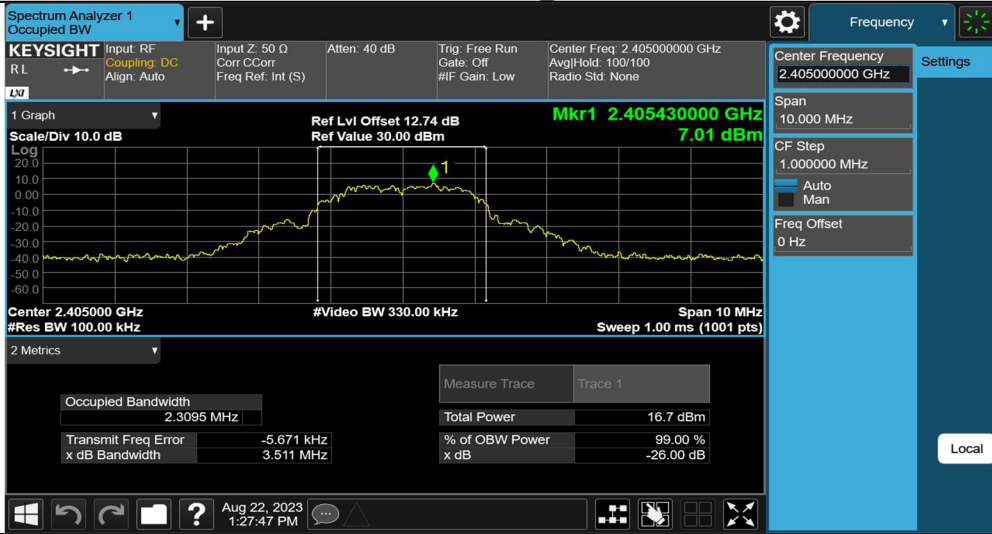 Spectrum Analyzer 1
Occupied BW
Frequency
KEYSIGHT
RL
LXI
Input: RF
Coupling: DC
Align: Auto
Input Z: 50 Ω
Corr CCorr
Freq Ref: Int (S)
Atten: 40 dB
Trig: Free Run
Gate: Off
#IF Gain: Low
Center Freq: 2.405000000 GHz
Avg|Hold: 100/100
Radio Std: None
1 Graph
Scale/Div 10.0 dB
Ref Lvl Offset 12.74 dB
Ref Value 30.00 dBm
Mkr1 2.405430000 GHz
7.01 dBm
Log
20.0
10.0
0.00
-10.0
-20.0
-30.0
-40.0
-50.0
-60.0
1
Center 2.405000 GHz
#Video BW 330.00 kHz
Span 10 MHz
#Res BW 100.00 kHz
Sweep 1.00 ms (1001 pts)
2 Metrics
Measure Trace
Trace 1
Occupied Bandwidth
2.3095 MHz
Total Power
16.7 dBm
Transmit Freq Error
-5.671 kHz
% of OBW Power
99.00 %
x dB Bandwidth
3.511 MHz
x dB
-26.00 dB
Center Frequency
2.405000000 GHz
Settings
Span
10.000 MHz
CF Step
1.000000 MHz
Auto
Man
Freq Offset
0 Hz
Local
?
Aug 22, 2023
1:27:47 PM